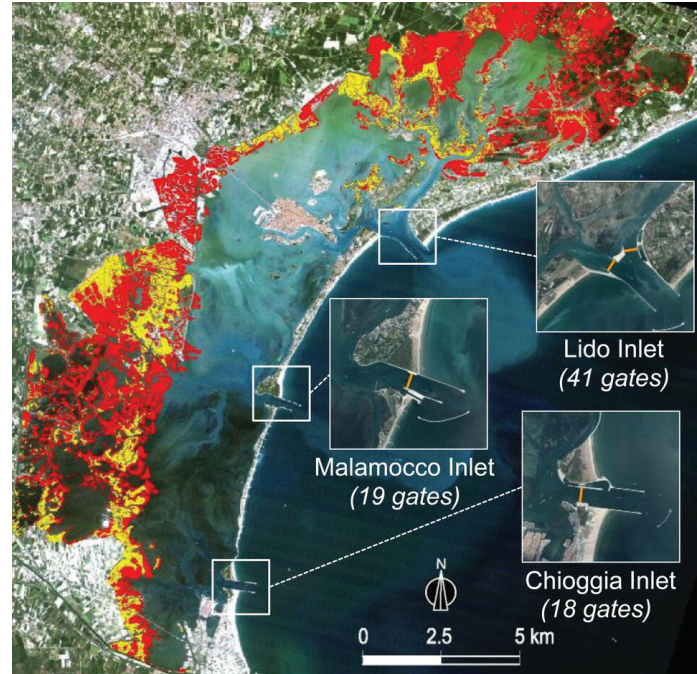 Lido Inlet
(41 gates)
Malamocco Inlet
(19 gates)
Chioggia Inlet
(18 gates)
N
0 2.5 5 km